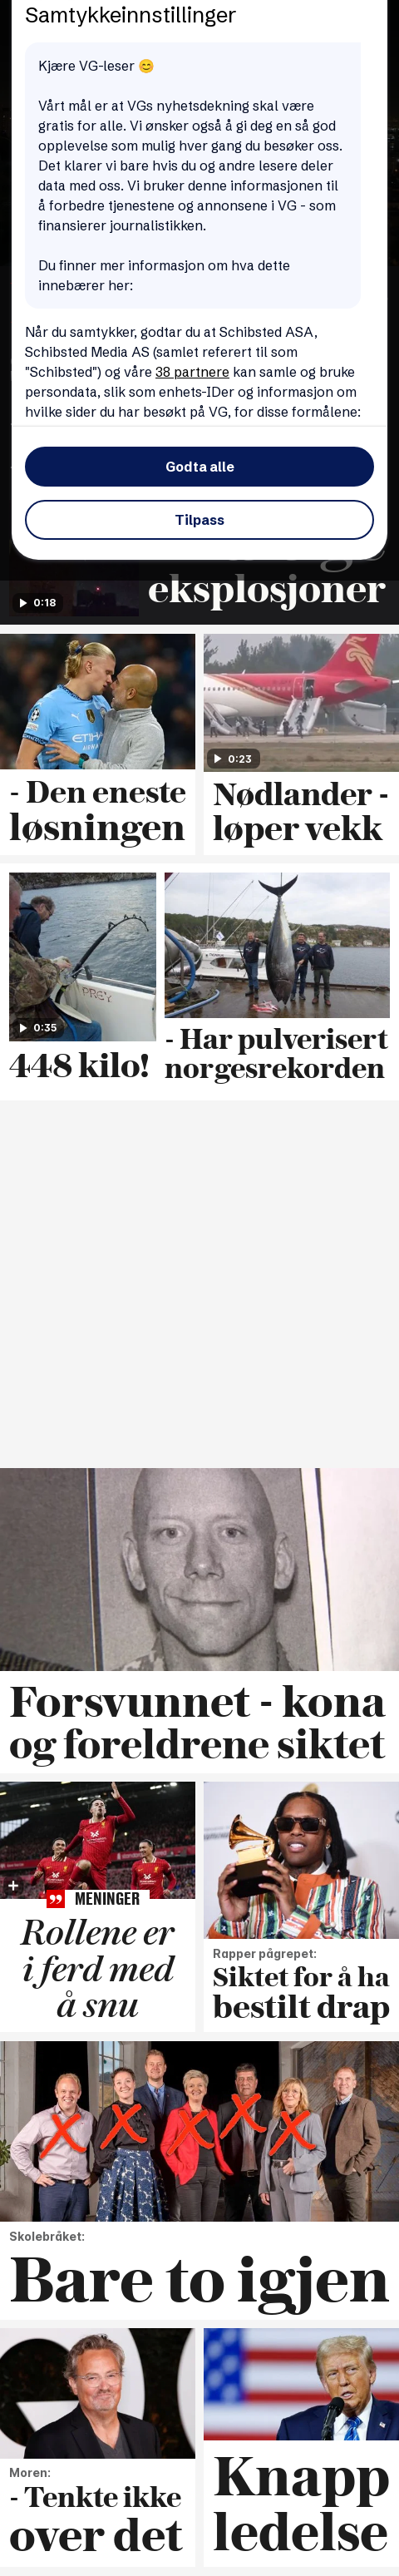 Samtykkeinnstillinger
Kjære VG-leser 😊
Vårt mål er at VGs nyhetsdekning skal være
gratis for alle. Vi ønsker også å gi deg en så god
opplevelse som mulig hver gang du besøker oss.
Det klarer vi bare hvis du og andre lesere deler
data med oss. Vi bruker denne informasjonen til
å forbedre tjenestene og annonsene i VG - som
finansierer journalistikken.
Du finner mer informasjon om hva dette
innebærer her:
Når du samtykker, godtar du at Schibsted ASA,
Schibsted Media AS (samlet referert til som
"Schibsted") og våre 38 partnere kan samle og bruke
persondata, slik som enhets-IDer og informasjon om
hvilke sider du har besøkt på VG, for disse formålene:
Godta alle
Tilpass
eksplosjoner
0:18
ETIHA
0:23
- Den eneste
løsningen
Nødlander -
løper vekk
PREY
0:35
448 kilo!
- Har pulverisert
norgesrekorden
Forsvunnet - kona
og foreldrene siktet
MENINGER
Rollene er
i ferd med
å snu
Rapper pågrepet:
Siktet for å ha
bestilt drap
Skolebråket:
Bare to igjen
Moren:
- Tenkte ikke
over det
Knapp
ledelse